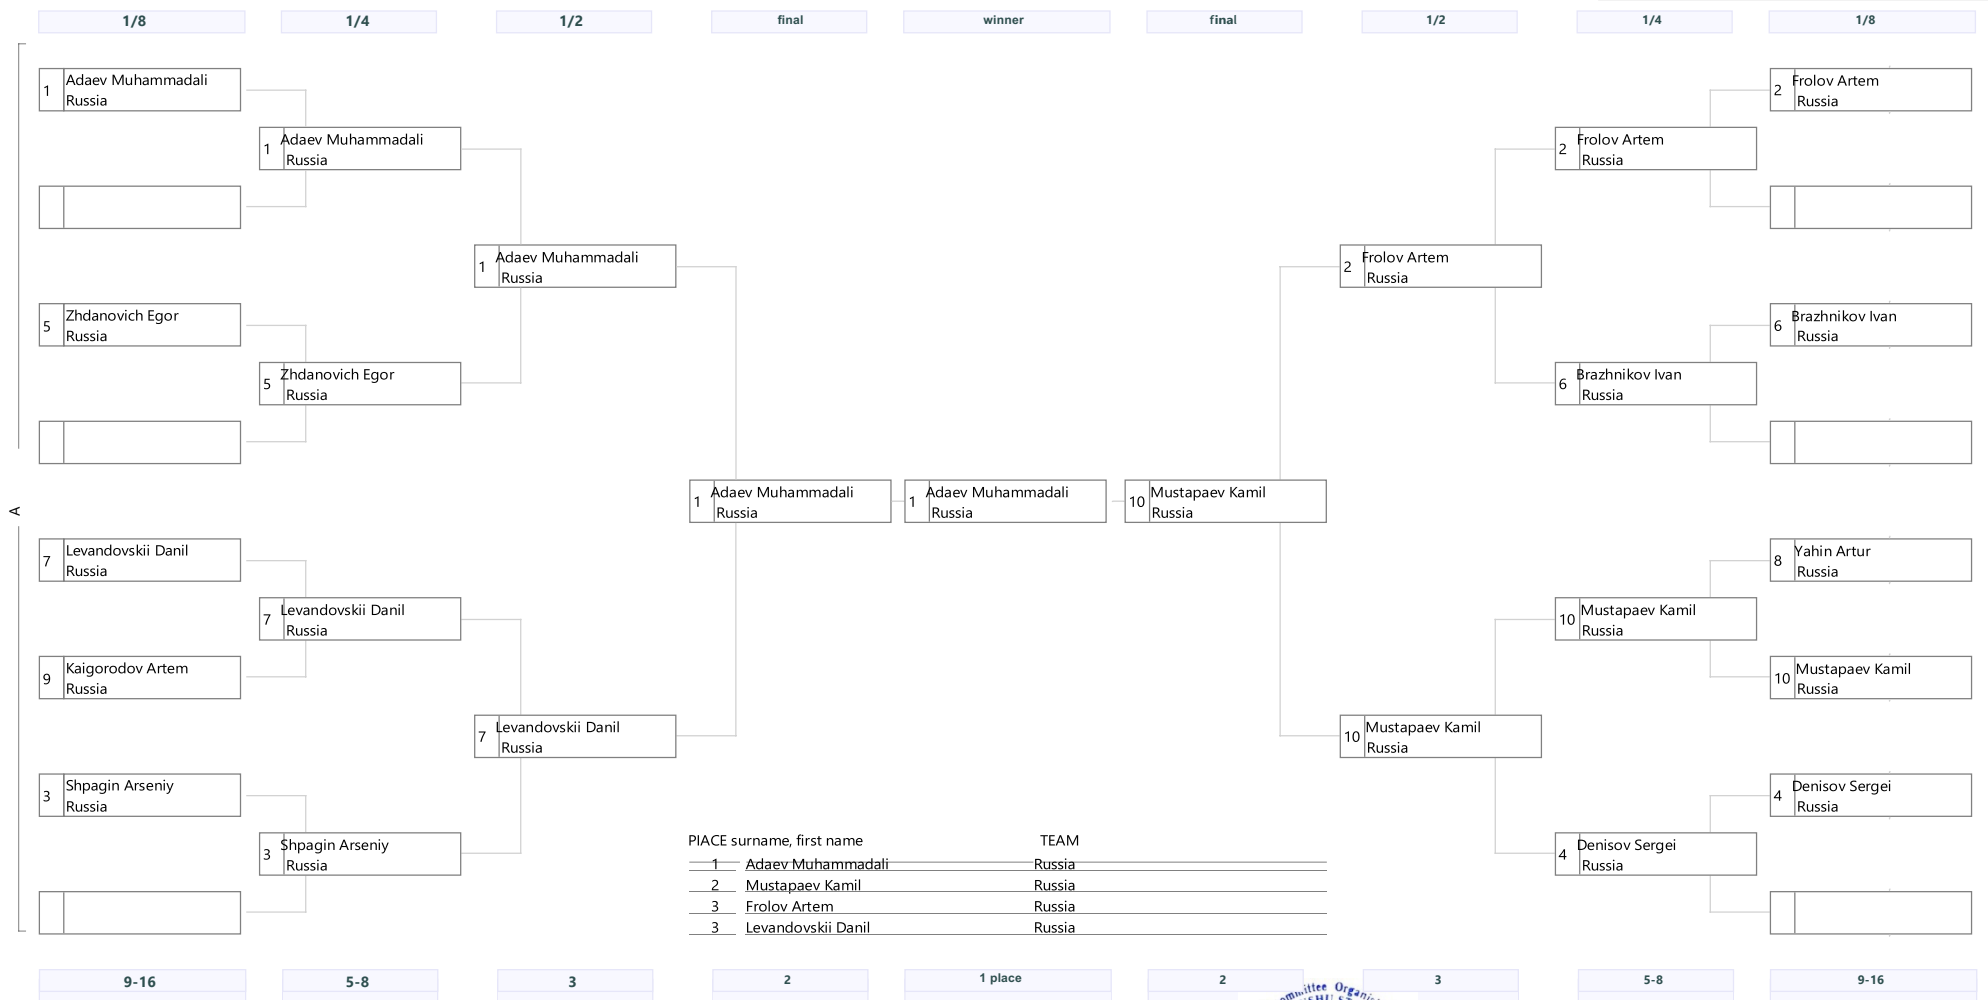 1/8 1/4 1/2 final winner final 1/2 1/4 1/8
1 Adaev Muhammadali
Russia
1 Adaev Muhammadali
Russia
5 Zhdanovich Egor
Russia
5 Zhdanovich Egor
Russia
1 Adaev Muhammadali
Russia
A
7 Levandovskii Danil
Russia
9 Kaigorodov Artem
Russia
7 Levandovskii Danil
Russia
3 Shpagin Arseniy
Russia
3 Shpagin Arseniy
Russia
7 Levandovskii Danil
Russia
1 Adaev Muhammadali
Russia
1 Adaev Muhammadali
Russia
10 Mustapaev Kamil
Russia
2 Frolov Artem
Russia
10 Mustapaev Kamil
Russia
2 Frolov Artem
Russia
6 Brazhnikov Ivan
Russia
10 Mustapaev Kamil
Russia
4 Denisov Sergei
Russia
2 Frolov Artem
Russia
6 Brazhnikov Ivan
Russia
8 Yahin Artur
Russia
10 Mustapaev Kamil
Russia
4 Denisov Sergei
Russia
PIACE surname, first name TEAM
1 Adaev Muhammadali Russia
2 Mustapaev Kamil Russia
3 Frolov Artem Russia
3 Levandovskii Danil Russia
9-16 5-8 3 2 1 place 2 3 5-8 9-16